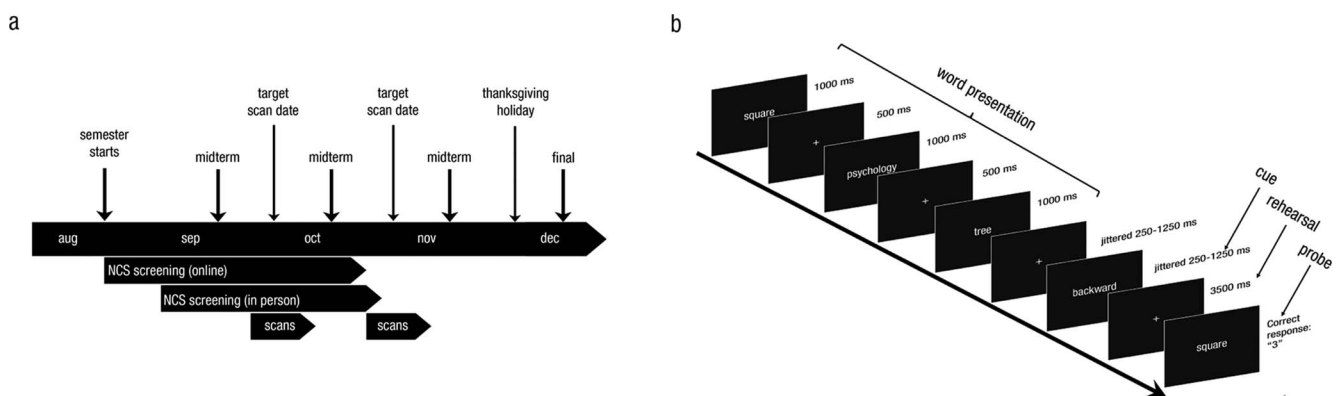 a
target
scan date
target
scan date
thanksgiving
holiday
semester
starts
midterm
midterm
midterm
final
aug
sep
oct
nov
dec
NCS screening (online)
NCS screening (in person)
scans
scans
b
word presentation
square
1000 ms
+
500 ms
psychology
1000 ms
+
500 ms
tree
1000 ms
+
jittered 250-1250 ms
backward
jittered 250-1250 ms
+
3500 ms
square
cue
rehearsal
probe
Correct
response:
"3"